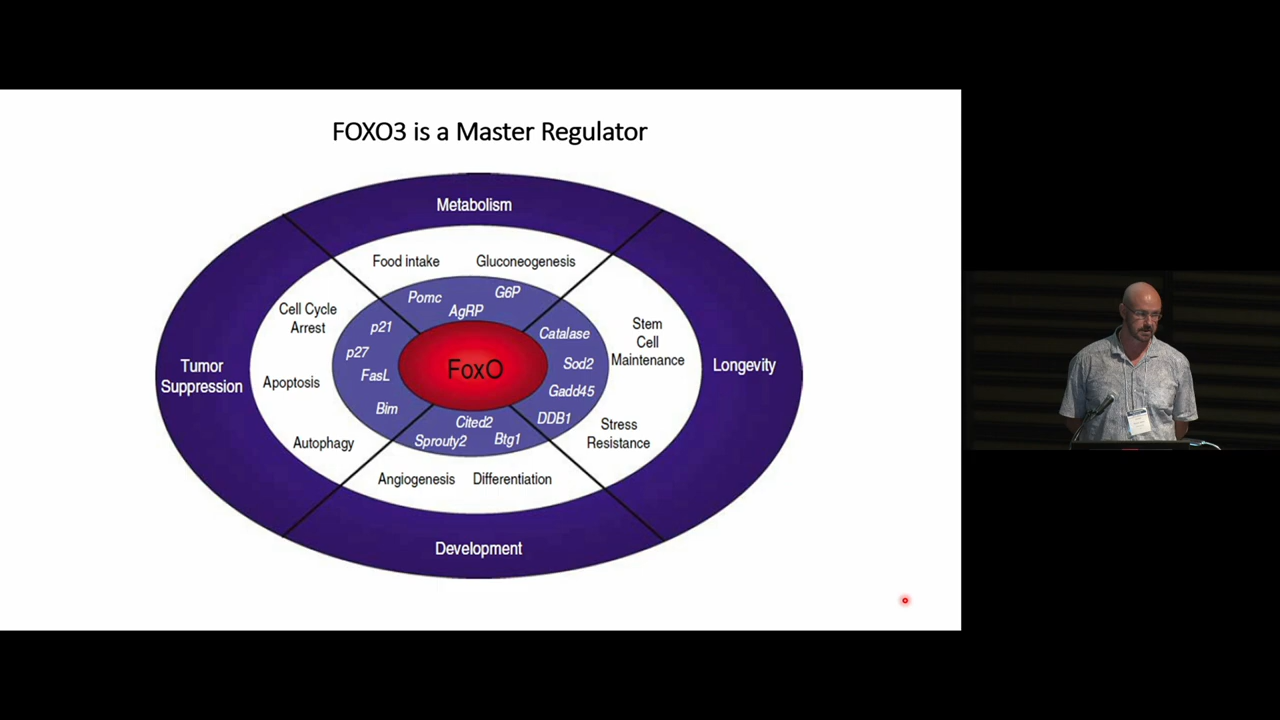 FOXO3 is a Master Regulator
Metabolism
Food intake
Gluconeogenesis
Pomc
AgRP
G6P
Cell Cycle
Arrest
Apoptosis
Autophagy
p21
p27
FasL
Bim
Tumor
Suppression
FoxO
Catalase
Sod2
Gadd45
DDB1
Stem
Cell
Maintenance
Stress
Resistance
Longevity
Cited2
Sprouty2
Btg1
Angiogenesis
Differentiation
Development